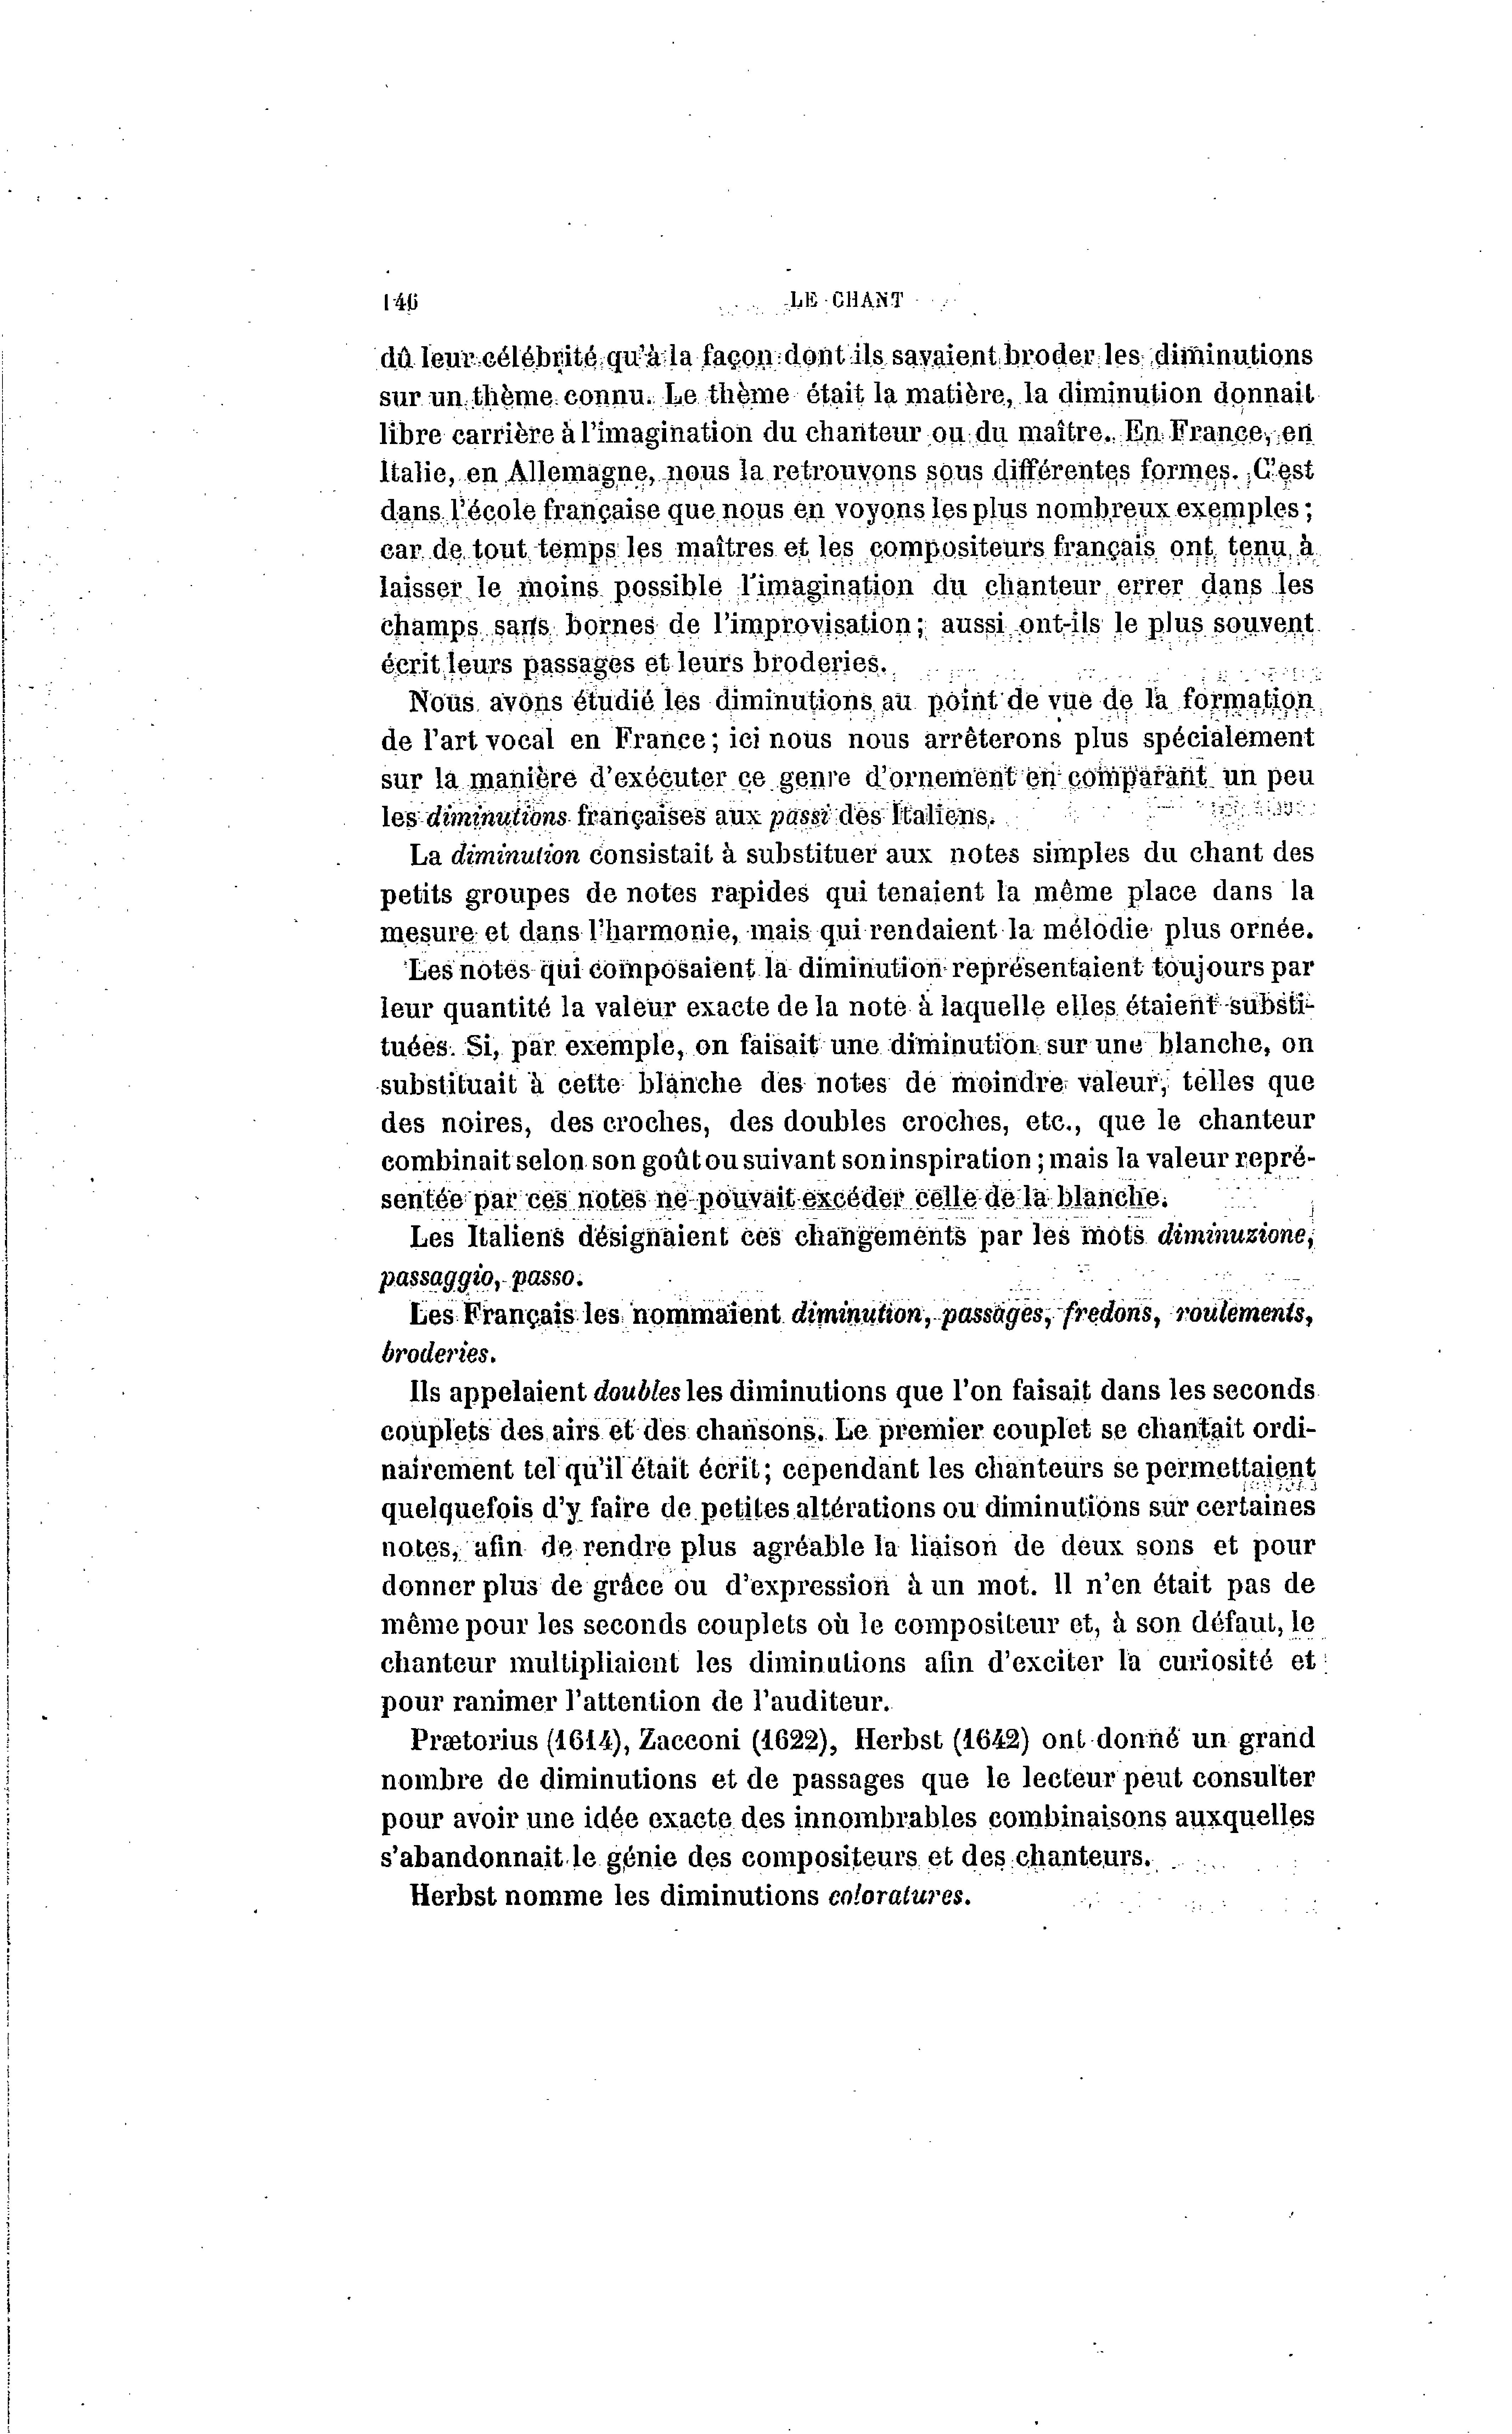 146
LE CHANT
dû leur célébrité qu'à la façon dont ils savaient broder les diminutions
sur un thème connu. Le thème était la matière, la diminution donnait
libre carrière à l'imagination du chanteur ou du maître. En France, en
Italie, en Allemagne, nous la retrouvons sous différentes formes. C'est
dans l'école française que nous en voyons les plus nombreux exemples;
car de tout temps les maîtres et les compositeurs français ont tenu à
laisser le moins possible l'imagination du chanteur errer dans les
champs sans bornes de l'improvisation; aussi ont-ils le plus souvent
écrit leurs passages et leurs broderies.
Nous avons étudié les diminutions au point de vue de la formation
de l'art vocal en France; ici nous nous arrêterons plus spécialement
sur la manière d'exécuter ce genre d'ornement en comparant un peu
les diminutions françaises aux passi des Italiens.
La diminution consistait à substituer aux notes simples du chant des
petits groupes de notes rapides qui tenaient la même place dans la
mesure et dans l'harmonie, mais qui rendaient la mélodie plus ornée.
Les notes qui composaient la diminution représentaient toujours par
leur quantité la valeur exacte de la note à laquelle elles étaient substi-
tuées. Si, par exemple, on faisait une diminution sur une blanche, on
substituait à cette blanche des notes de moindre valeur, telles que
des noires, des croches, des doubles croches, etc., que le chanteur
combinait selon son goût ou suivant son inspiration; mais la valeur repré-
sentée par ces notes ne pouvait excéder celle de la blanche.
Les Italiens désignaient ces changements par les mots diminuzione,
passaggio, passo.
Les Français les nommaient diminution, passages, fredons, roulements,
broderies.
Ils appelaient doubles les diminutions que l'on faisait dans les seconds
couplets des airs et des chansons. Le premier couplet se chantait ordi-
nairement tel qu'il était écrit; cependant les chanteurs se permettaient
quelquefois d'y faire de petites altérations ou diminutions sur certaines
notes, afin de rendre plus agréable la liaison de deux sons et pour
donner plus de grâce ou d'expression à un mot. Il n'en était pas de
même pour les seconds couplets où le compositeur et, à son défaut, le
chanteur multipliaient les diminutions afin d'exciter la curiosité et
pour ranimer l'attention de l'auditeur.
Prætorius (1614), Zacconi (1622), Herbst (1642) ont donné un grand
nombre de diminutions et de passages que le lecteur peut consulter
pour avoir une idée exacte des innombrables combinaisons auxquelles
s'abandonnait le génie des compositeurs et des chanteurs.
Herbst nomme les diminutions coloratures.